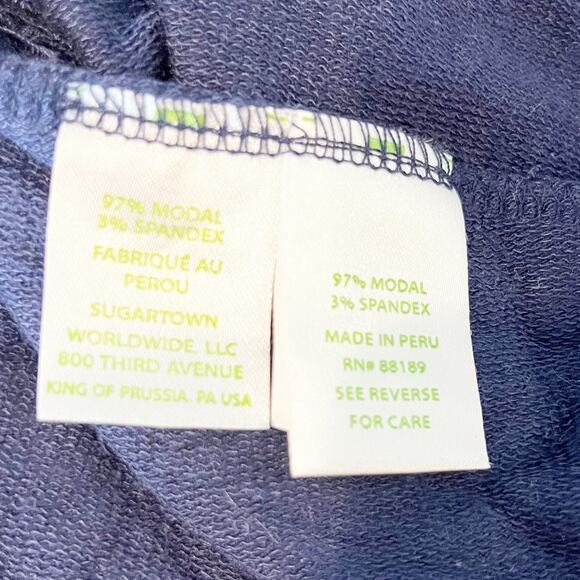 97% MODAL
3% SPANDEX
FABRIQUÉ AU
PEROU
SUGARTOWN
WORLDWIDE, LLC
800 THIRD AVENUE
KING OF PRUSSIA, PA USA
97% MODAL
3% SPANDEX
MADE IN PERU
RN# 88189
SEE REVERSE
FOR CARE